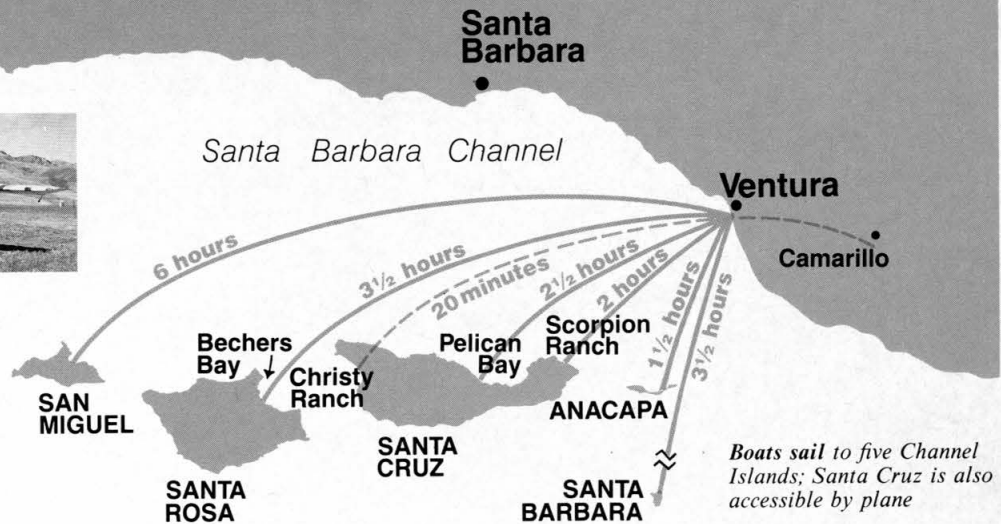 Santa
Barbara
Santa Barbara Channel
Ventura
Camarillo
6 hours
3½ hours
20 minutes
2½ hours
2 hours
1½ hours
3½ hours
Bechers
Bay
Christy
Ranch
Pelican
Bay
Scorpion
Ranch
SAN
MIGUEL
SANTA
ROSA
SANTA
CRUZ
ANACAPA
SANTA
BARBARA
Boats sail to five Channel
Islands; Santa Cruz is also
accessible by plane